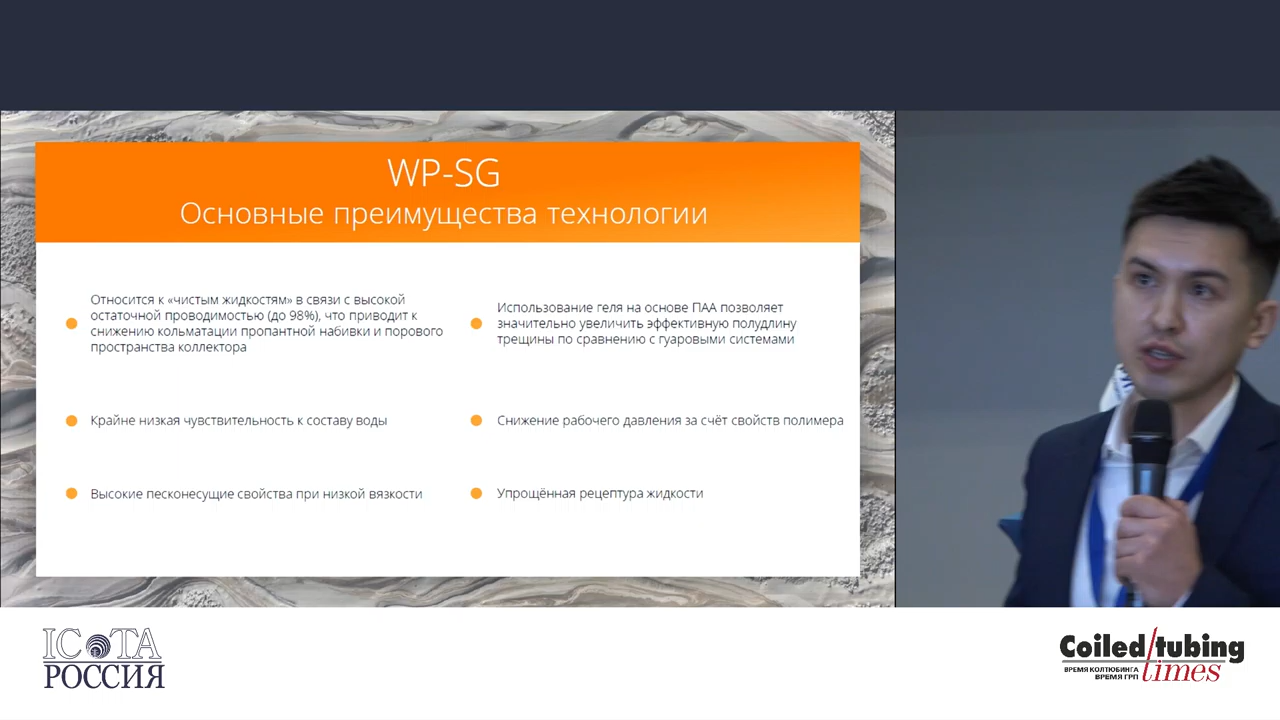 WP-SG
Основные преимущества технологии
Относится к «чистым жидкостям» в связи с высокой
остаточной проводимостью (до 98%), что приводит к
снижению кольматации пропантной набивки и порового
пространства коллектора
Крайне низкая чувствительность к составу воды
Высокие песконесущие свойства при низкой вязкости
Использование геля на основе ПАА позволяет
значительно увеличить эффективную полудлину
трещины по сравнению с гуаровыми системами
Снижение рабочего давления за счёт свойств полимера
Упрощённая рецептура жидкости
ICOTA
РОССИЯ
Coiled/tubing
times
ВРЕМЯ КОЛТЮБИНГА
ВРЕМЯ ГРП